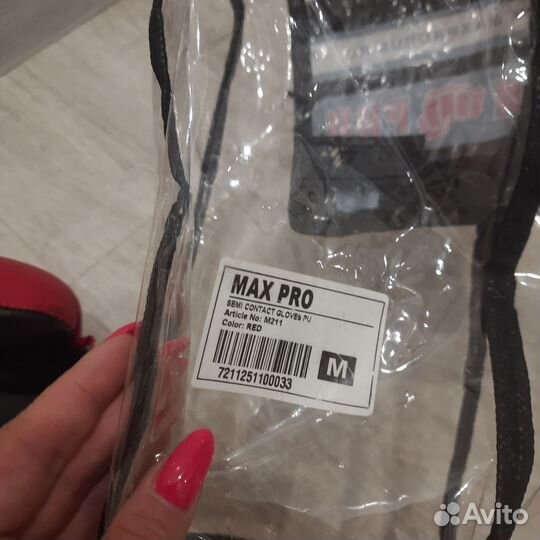 MAX PRO
SEMI CONTACT GLOVES PU
Article No: M211
Color: RED
7211251100033
M
Avito